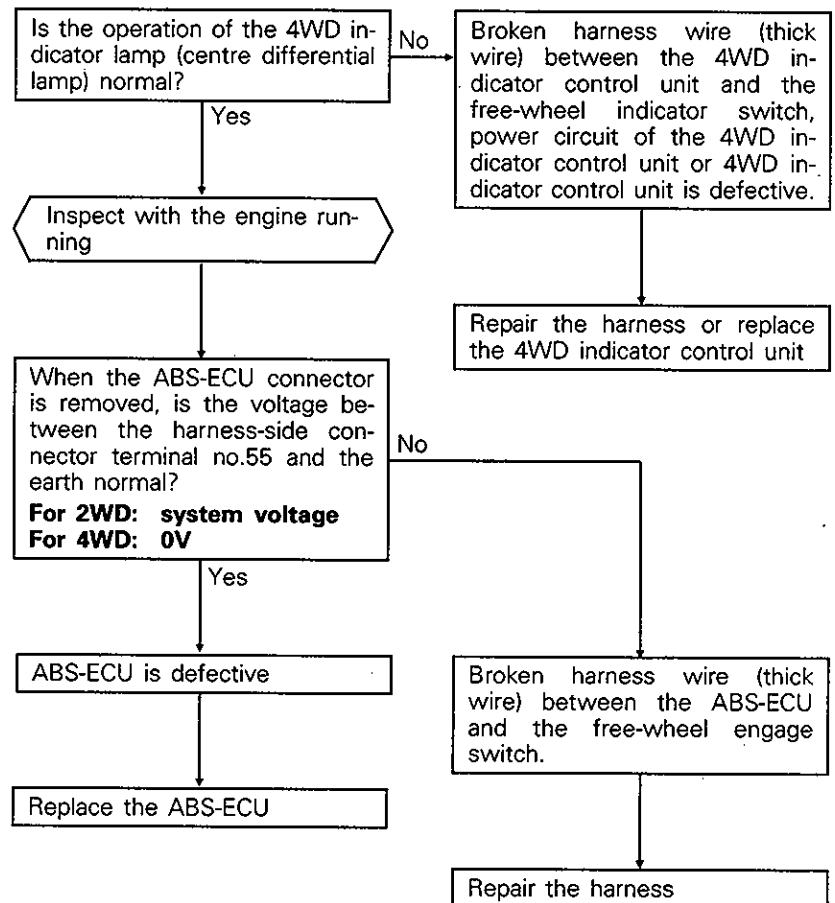 Is the operation of the 4WD in-
dicator lamp (centre differential
lamp) normal?
No
Broken harness wire (thick
wire) between the 4WD in-
dicator control unit and the
free-wheel indicator switch,
power circuit of the 4WD in-
dicator control unit or 4WD in-
dicator control unit is defective.
Yes
Inspect with the engine run-
ning
Repair the harness or replace
the 4WD indicator control unit
When the ABS-ECU connector
is removed, is the voltage be-
tween the harness-side con-
nector terminal no.55 and the
earth normal?
For 2WD: system voltage
For 4WD: 0V
No
Yes
ABS-ECU is defective
Broken harness wire (thick
wire) between the ABS-ECU
and the free-wheel engage
switch.
Replace the ABS-ECU
Repair the harness